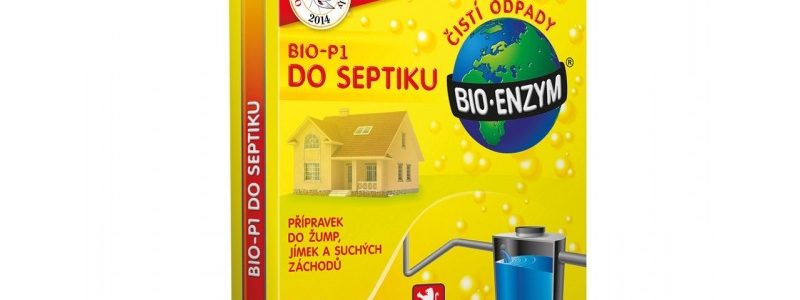 2014
ČISTÍ ODPADY
BIO-P1
DO SEPTIKU
BIO·ENZYM®
PŘÍPRAVEK
DO ŽUMP,
JÍMEK A SUCHÝCH
ZÁCHODŮ
BIO-P1 DO SEPTIKU